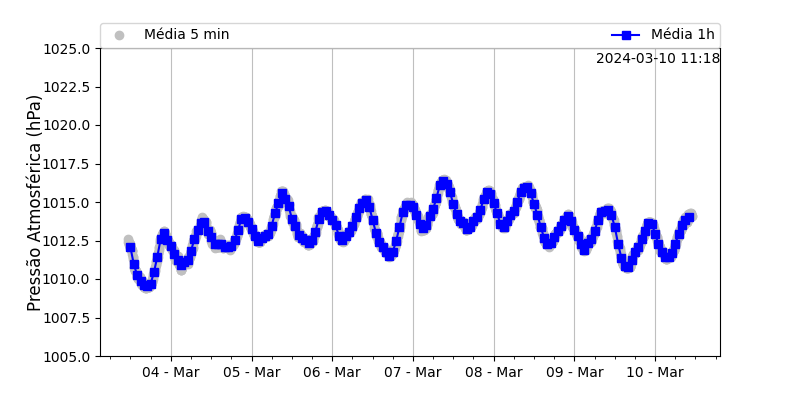 Média 5 min
Média 1h
2024-03-10 11:18
Pressão Atmosférica (hPa)
1025.0
1022.5
1020.0
1017.5
1015.0
1012.5
1010.0
1007.5
1005.0
04 - Mar
05 - Mar
06 - Mar
07 - Mar
08 - Mar
09 - Mar
10 - Mar